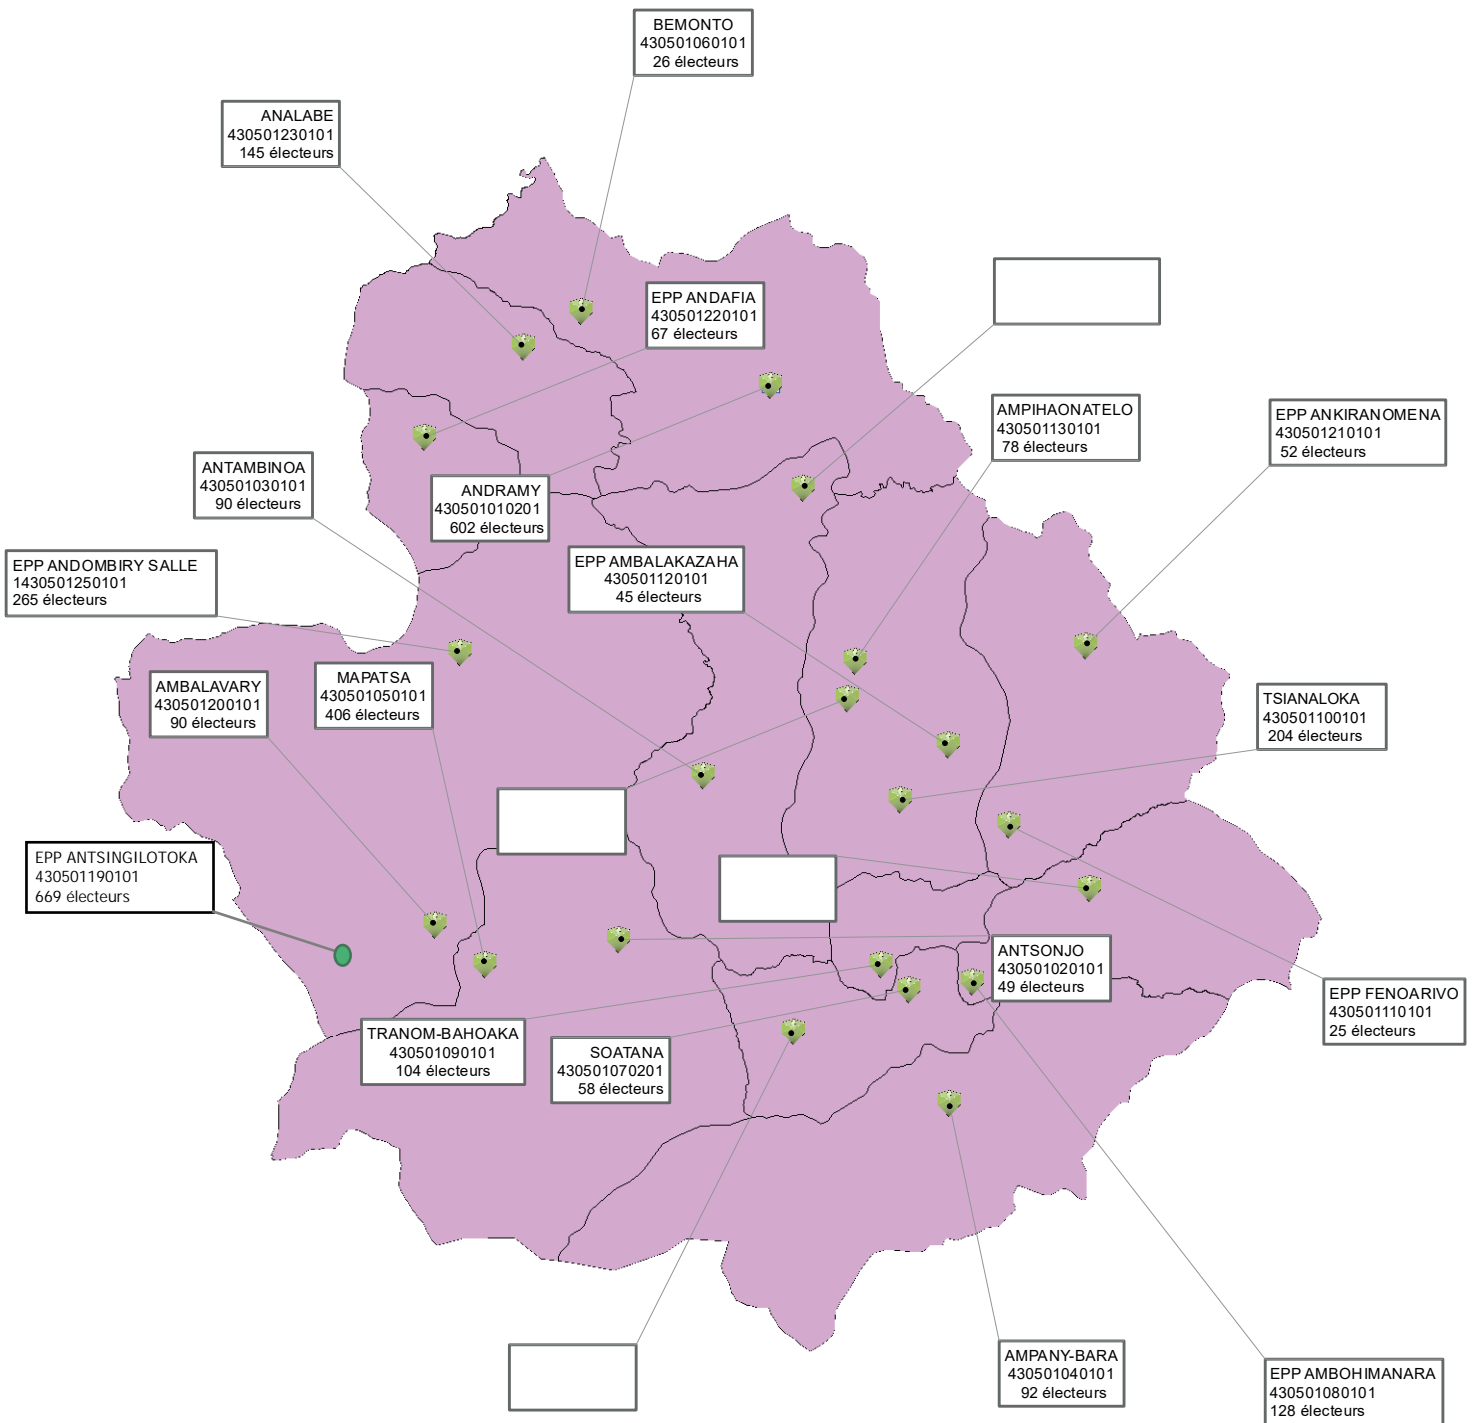 BEMONTO
430501060101
26 électeurs
ANALABE
430501230101
145 électeurs
EPP ANDAFIA
430501220101
67 électeurs
AMPIHAONATELO
430501130101
78 électeurs
EPP ANKIRANOMENA
430501210101
52 électeurs
ANTAMBINOA
430501030101
90 électeurs
ANDRAMY
430501010201
602 électeurs
EPP ANDOMBIRY SALLE
1430501250101
265 électeurs
EPP AMBALAKAZAHA
430501120101
45 électeurs
AMBALAVARY
430501200101
90 électeurs
MAPATSA
430501050101
406 électeurs
TSIANALOKA
430501100101
204 électeurs
EPP ANTSINGILOTOKA
430501190101
669 électeurs
ANTSONJO
430501020101
49 électeurs
EPP FENOARIVO
430501110101
25 électeurs
TRANOM-BAHOAKA
430501090101
104 électeurs
SOATANA
430501070201
58 électeurs
AMPANY-BARA
430501040101
92 électeurs
EPP AMBOHIMANARA
430501080101
128 électeurs